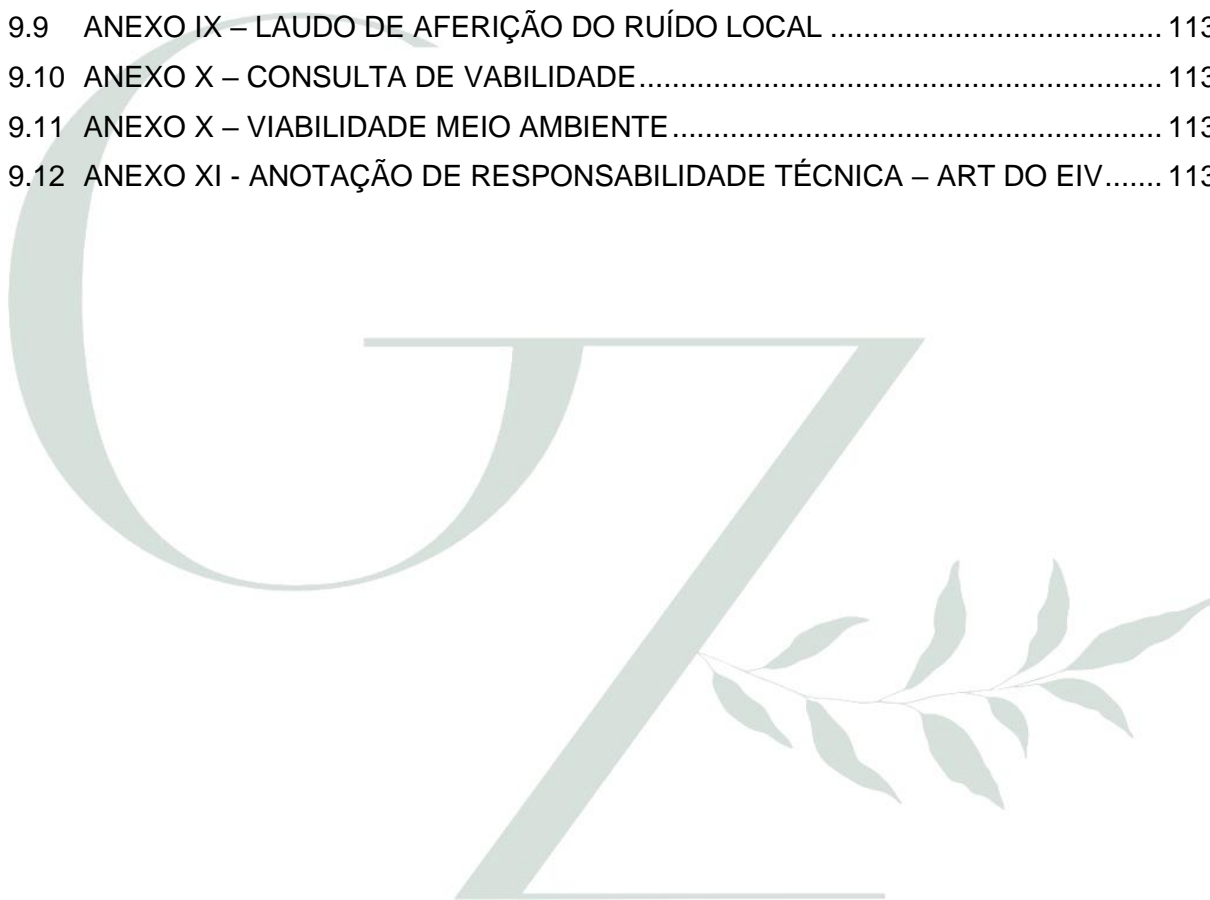 9.9 ANEXO IX – LAUDO DE AFERIÇÃO DO RUÍDO LOCAL ........................................ 113
9.10 ANEXO X – CONSULTA DE VABILIDADE............................................................... 113
9.11 ANEXO X – VIABILIDADE MEIO AMBIENTE........................................................... 113
9.12 ANEXO XI - ANOTAÇÃO DE RESPONSABILIDADE TÉCNICA – ART DO EIV....... 113
GZ